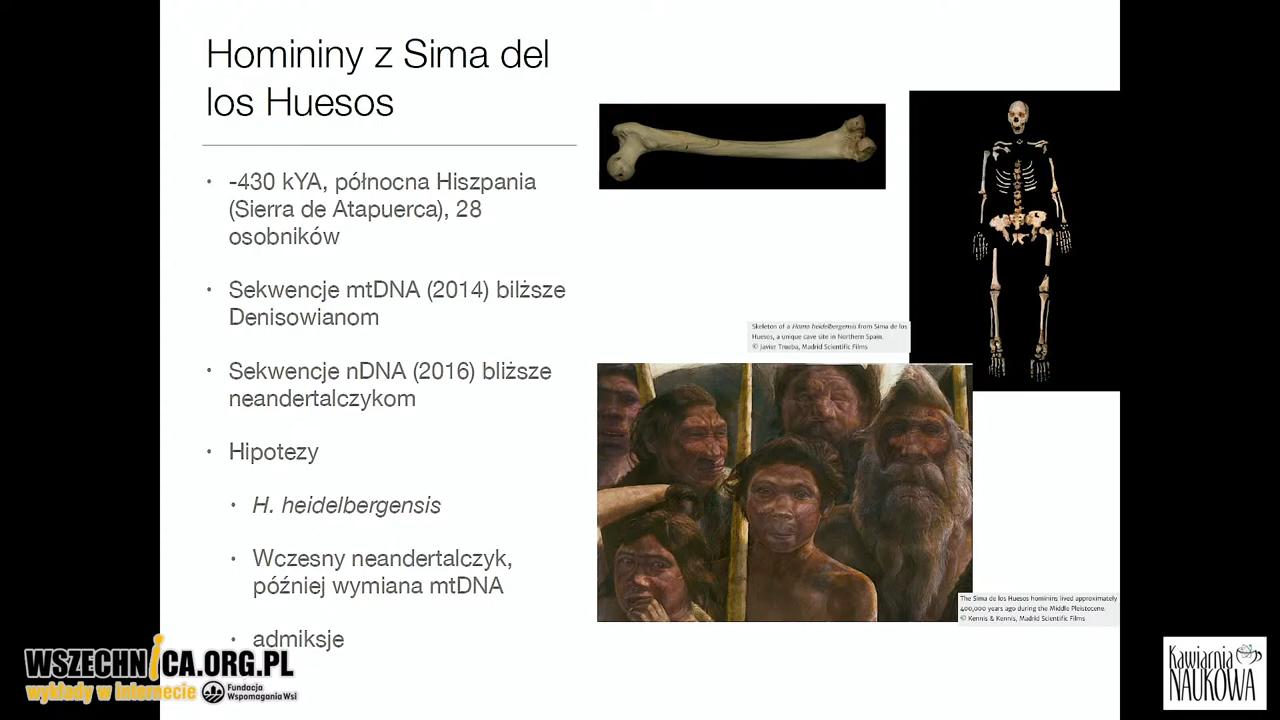 Homininy z Sima del
los Huesos
• -430 kYA, północna Hiszpania
(Sierra de Atapuerca), 28
osobników
• Sekwencje mtDNA (2014) bilższe
Denisowianom
• Sekwencje nDNA (2016) bliższe
neandertalczykom
• Hipotezy
• H. heidelbergensis
• Wczesny neandertalczyk,
później wymiana mtDNA
• admiksje
Skeleton of a Homo heidelbergensis from Sima de los
Huesos, a unique cave site in Northern Spain.
© Javier Trueba, Madrid Scientific Films
The Sima de los Huesos hominins lived approximately
400,000 years ago during the Middle Pleistocene.
© Kennis & Kennis, Madrid Scientific Films
WSZECHNICA.ORG.PL
wykłady w internecie
Fundacja
Wspomagania Wsi
Kawiarnia
NAUKOWA